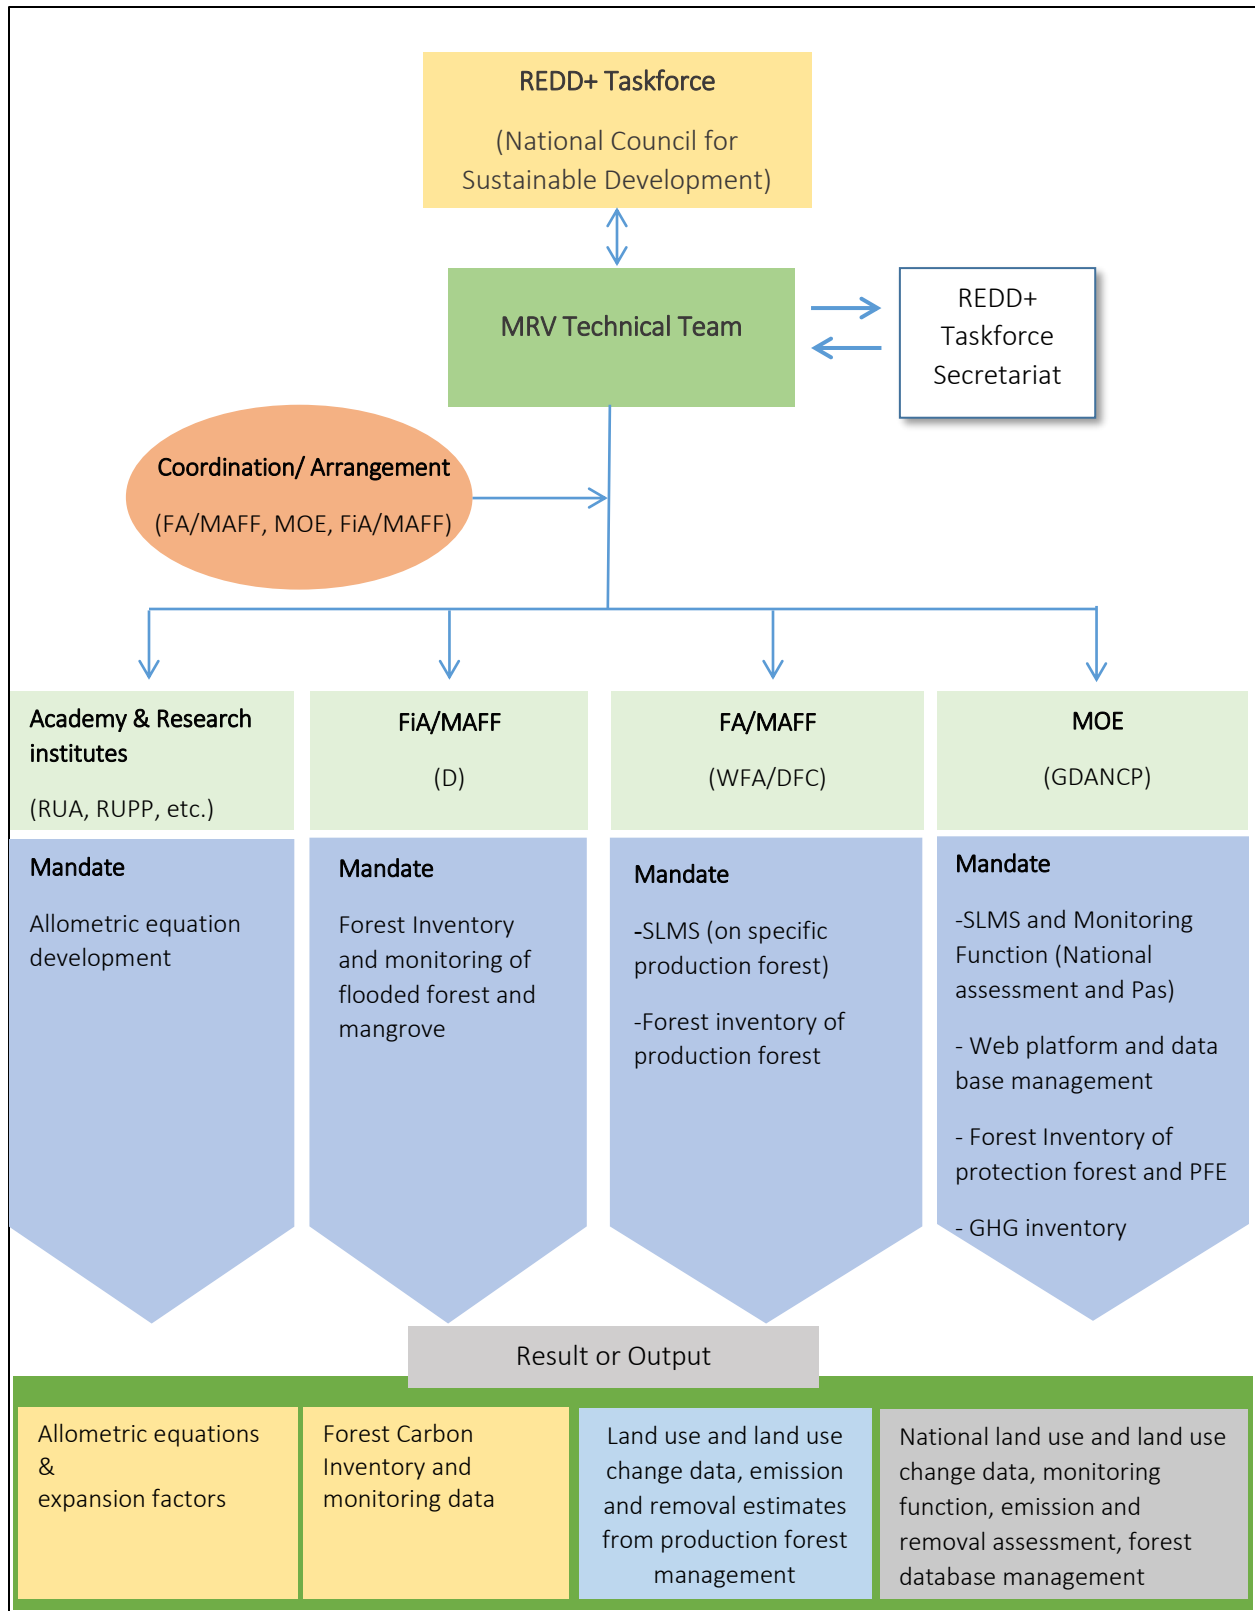 REDD+ Taskforce
(National Council for
Sustainable Development)
MRV Technical Team
REDD+
Taskforce
Secretariat
Coordination/ Arrangement
(FA/MAFF, MOE, FiA/MAFF)
Academy & Research
institutes
(RUA, RUPP, etc.)
FiA/MAFF
(D)
FA/MAFF
(WFA/DFC)
MOE
(GDANCP)
Mandate
Allometric equation
development
Mandate
Forest Inventory
and monitoring of
flooded forest and
mangrove
Mandate
-SLMS (on specific
production forest)
-Forest inventory of
production forest
Mandate
-SLMS and Monitoring
Function (National
assessment and Pas)
- Web platform and data
base management
- Forest Inventory of
protection forest and PFE
- GHG inventory
Result or Output
Allometric equations
&
expansion factors
Forest Carbon
Inventory and
monitoring data
Land use and land use
change data, emission
and removal estimates
from production forest
management
National land use and land use
change data, monitoring
function, emission and
removal assessment, forest
database management